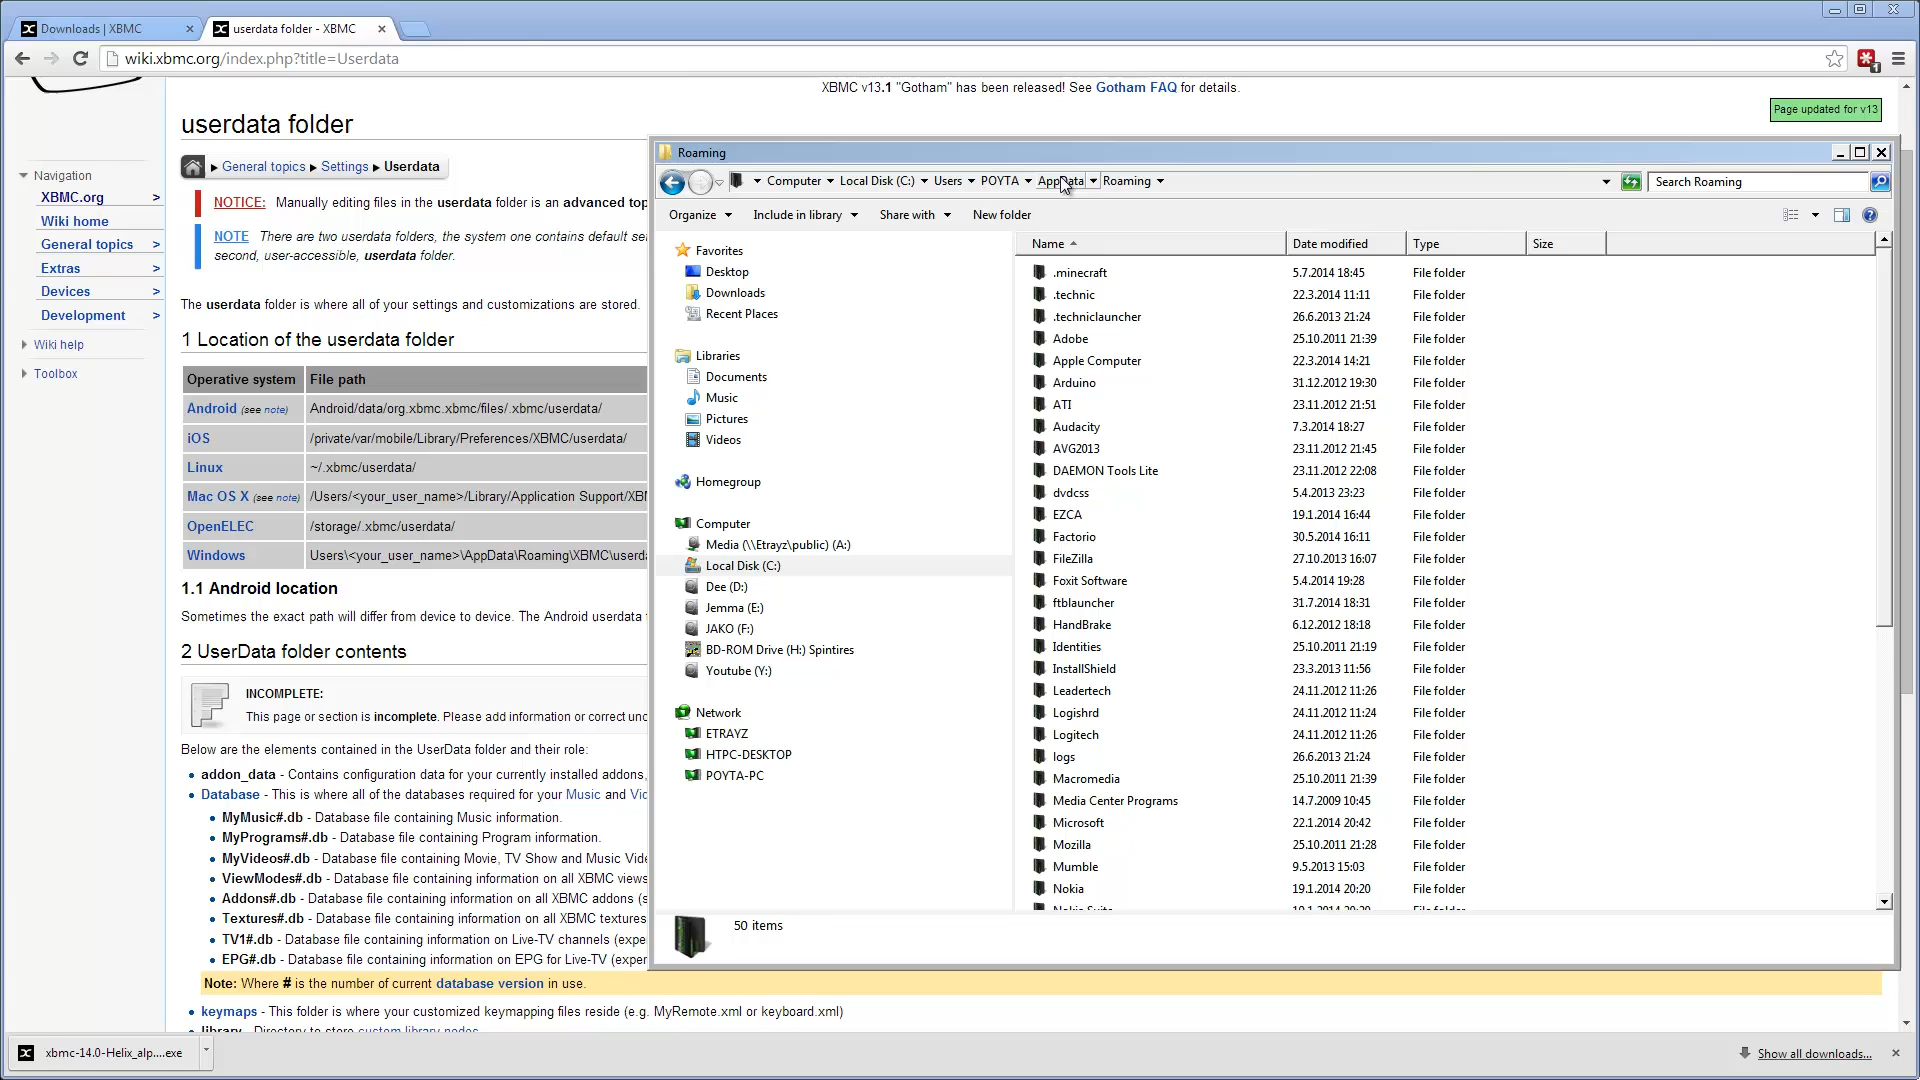 Downloads | XBMC
userdata folder - XBMC
wiki.xbmc.org/index.php?title=Userdata
1
XBMC v13.1 "Gotham" has been released! See Gotham FAQ for details.
Page updated for v13
userdata folder
General topics Settings Userdata
Navigation
XBMC.org >
Wiki home
General topics >
Extras >
Devices >
Development >
Wiki help
Toolbox
NOTICE: Manually editing files in the userdata folder is an advanced top
NOTE There are two userdata folders, the system one contains default se
second, user-accessible, userdata folder.
The userdata folder is where all of your settings and customizations are stored.
1 Location of the userdata folder
Operative system File path
Android (see note) Android/data/org.xbmc.xbmc/files/.xbmc/userdata/
iOS /private/var/mobile/Library/Preferences/XBMC/userdata/
Linux ~/.xbmc/userdata/
Mac OS X (see note) /Users/<your_user_name>/Library/Application Support/XBM
OpenELEC /storage/.xbmc/userdata/
Windows Users\<your_user_name>\AppData\Roaming\XBMC\userda
1.1 Android location
Sometimes the exact path will differ from device to device. The Android userdata
2 UserData folder contents
INCOMPLETE:
This page or section is incomplete. Please add information or correct unc
Below are the elements contained in the UserData folder and their role:
• addon_data - Contains configuration data for your currently installed addons,
• Database - This is where all of the databases required for your Music and Vid
• MyMusic#.db - Database file containing Music information.
• MyPrograms#.db - Database file containing Program information.
• MyVideos#.db - Database file containing Movie, TV Show and Music Vide
• ViewModes#.db - Database file containing information on all XBMC views
• Addons#.db - Database file containing information on all XBMC addons (s
• Textures#.db - Database file containing information on all XBMC textures
• TV1#.db - Database file containing information on Live-TV channels (expe
• EPG#.db - Database file containing information on EPG for Live-TV (exper
Note: Where # is the number of current database version in use.
• keymaps - This folder is where your customized keymapping files reside (e.g. MyRemote.xml or keyboard.xml)
• library - Directory to store custom library nodes
Roaming
Computer Local Disk (C:) Users POYTA AppData Roaming
Search Roaming
Organize Include in library Share with New folder
Favorites
Desktop
Downloads
Recent Places
Libraries
Documents
Music
Pictures
Videos
Homegroup
Computer
Media (\\Etrayz\public) (A:)
Local Disk (C:)
Dee (D:)
Jemma (E:)
JAKO (F:)
BD-ROM Drive (H:) Spintires
Youtube (Y:)
Network
ETRAYZ
HTPC-DESKTOP
POYTA-PC
Name Date modified Type Size
.minecraft 5.7.2014 18:45 File folder
.technic 22.3.2014 11:11 File folder
.techniclauncher 26.6.2013 21:24 File folder
Adobe 25.10.2011 21:39 File folder
Apple Computer 22.3.2014 14:21 File folder
Arduino 31.12.2012 19:30 File folder
ATI 23.11.2012 21:51 File folder
Audacity 7.3.2014 18:27 File folder
AVG2013 23.11.2012 21:45 File folder
DAEMON Tools Lite 23.11.2012 22:08 File folder
dvdcss 5.4.2013 23:23 File folder
EZCA 19.1.2014 16:44 File folder
Factorio 30.5.2014 16:11 File folder
FileZilla 27.10.2013 16:07 File folder
Foxit Software 5.4.2014 19:28 File folder
ftblauncher 31.7.2014 18:31 File folder
HandBrake 6.12.2012 18:18 File folder
Identities 25.10.2011 21:19 File folder
InstallShield 23.3.2013 11:56 File folder
Leadertech 24.11.2012 11:26 File folder
Logishrd 24.11.2012 11:24 File folder
Logitech 24.11.2012 11:26 File folder
logs 26.6.2013 21:24 File folder
Macromedia 25.10.2011 21:39 File folder
Media Center Programs 14.7.2009 10:45 File folder
Microsoft 22.1.2014 20:42 File folder
Mozilla 25.10.2011 21:28 File folder
Mumble 9.5.2013 15:03 File folder
Nokia 19.1.2014 20:20 File folder
50 items
xbmc-14.0-Helix_alp....exe
Show all downloads...